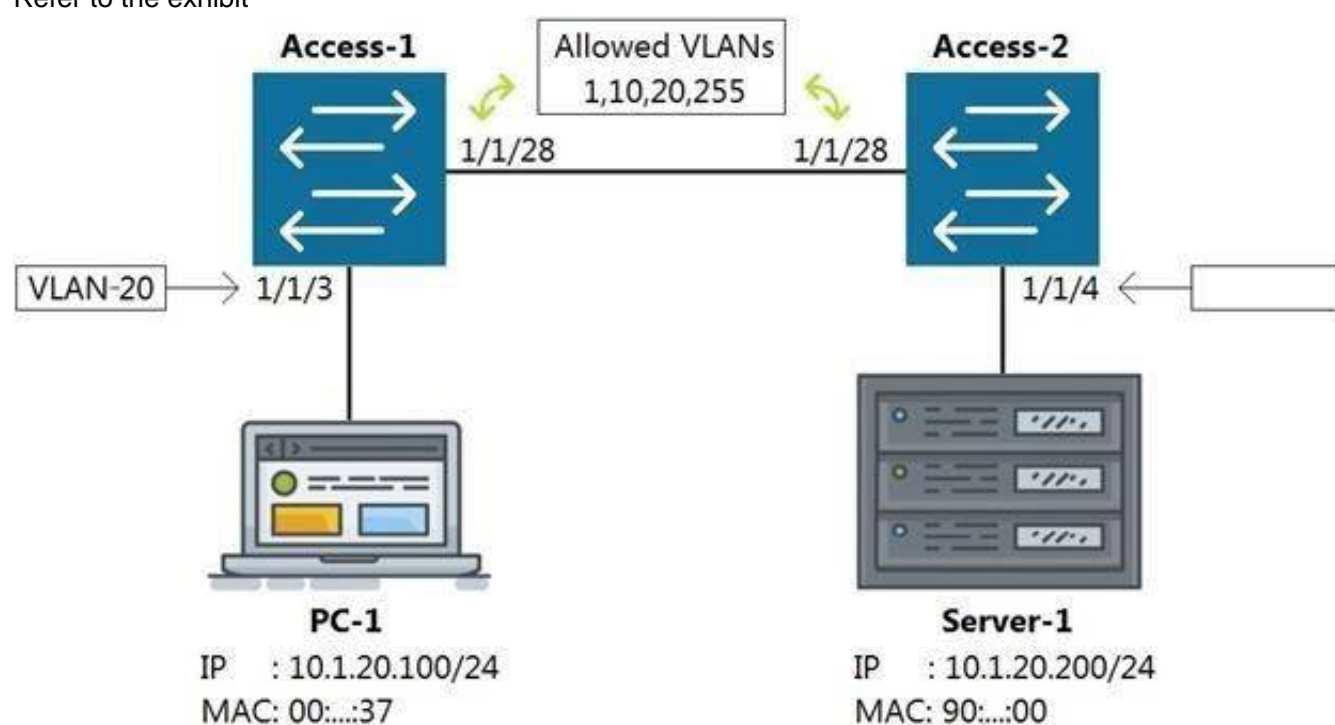 Refer to the exhibit
Access-1
Allowed VLANs
1,10,20,255
Access-2
1/1/28
1/1/28
VLAN-20
1/1/3
1/1/4
PC-1
IP : 10.1.20.100/24
MAC: 00:...:37
Server-1
IP : 10.1.20.200/24
MAC: 90:...:00